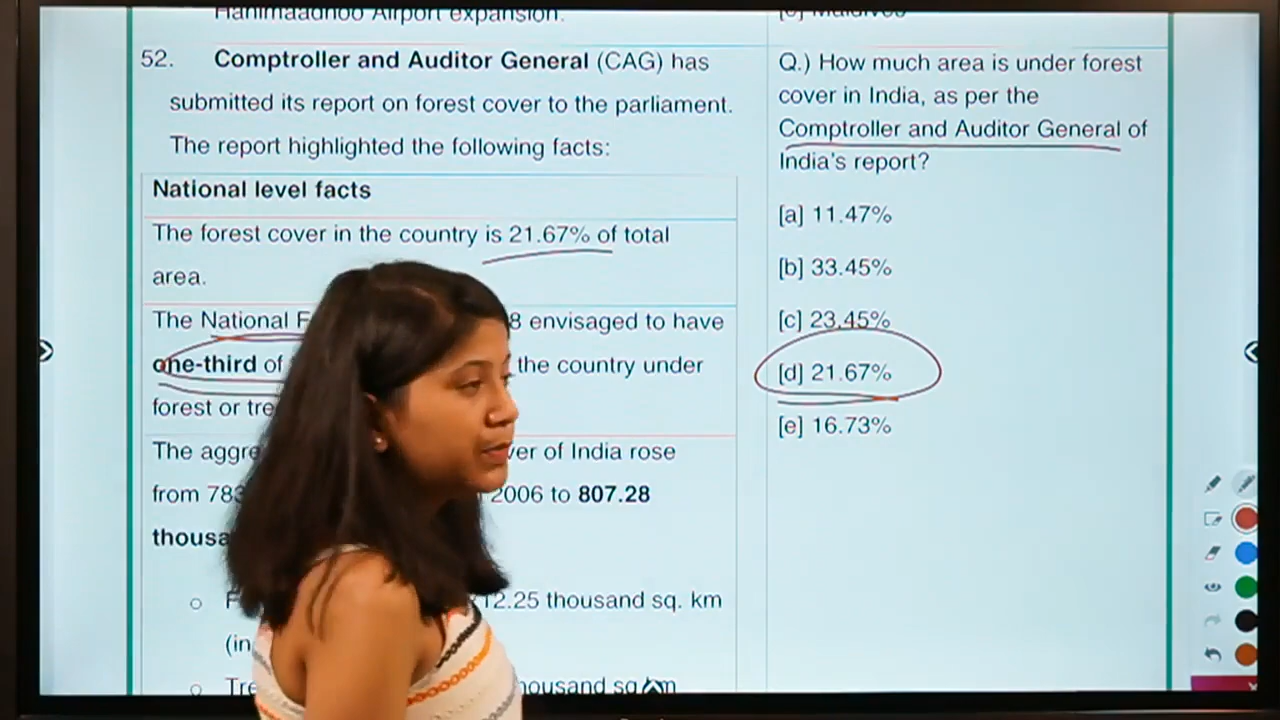 Hanimaadhoo Airport expansion.
52. Comptroller and Auditor General (CAG) has
submitted its report on forest cover to the parliament.
The report highlighted the following facts:
National level facts
The forest cover in the country is 21.67% of total
area.
The National F 8 envisaged to have
one-third of the country under
forest or tre
The aggre ver of India rose
from 783 2006 to 807.28
thousa
F 12.25 thousand sq. km
(in
Tre housand sq km
[c] Maldives
Q.) How much area is under forest
cover in India, as per the
Comptroller and Auditor General of
India's report?
[a] 11.47%
[b] 33.45%
[c] 23.45%
[d] 21.67%
[e] 16.73%